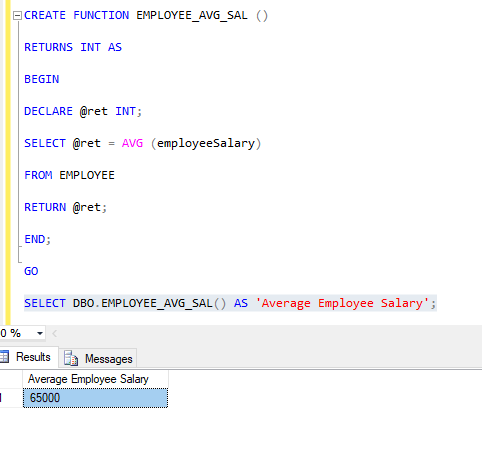 CREATE FUNCTION EMPLOYEE_AVG_SAL ()
RETURNS INT AS
BEGIN
DECLARE @ret INT;
SELECT @ret = AVG (employeeSalary)
FROM EMPLOYEE
RETURN @ret;
END;
GO
SELECT DBO.EMPLOYEE_AVG_SAL() AS 'Average Employee Salary';
0 %
Results Messages
Average Employee Salary
65000